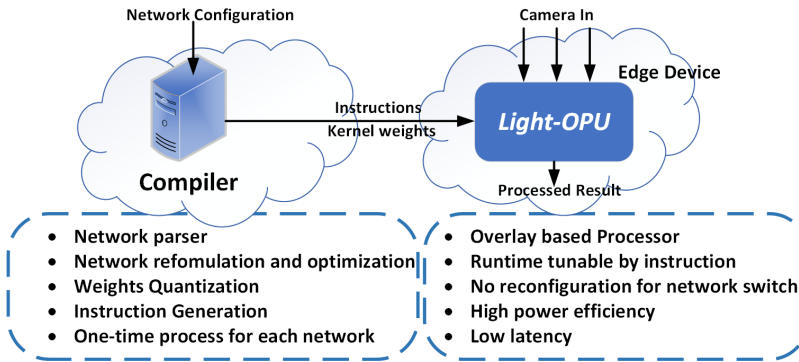 Network Configuration
Camera In
Edge Device
Instructions
Kernel weights
Light-OPU
Compiler
Processed Result
• Network parser
• Network refomulation and optimization
• Weights Quantization
• Instruction Generation
• One-time process for each network
• Overlay based Processor
• Runtime tunable by instruction
• No reconfiguration for network switch
• High power efficiency
• Low latency